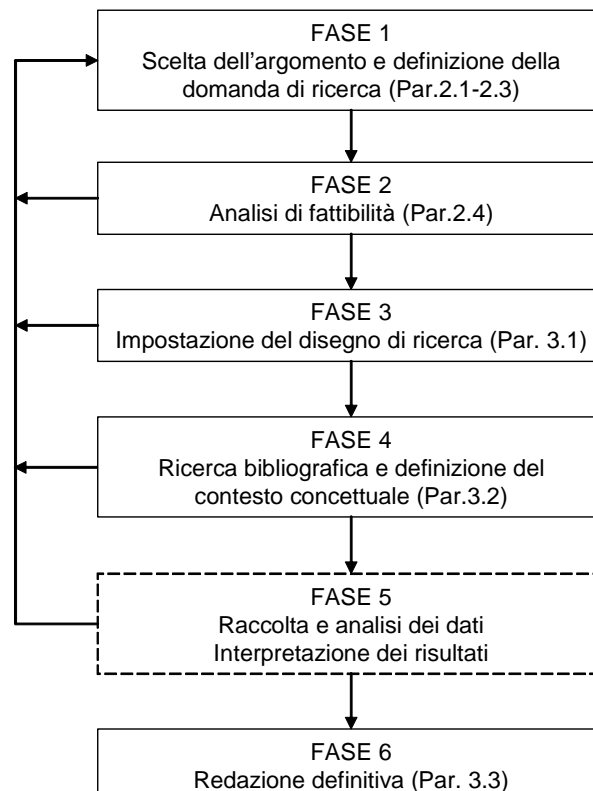 FASE 1
Scelta dell’argomento e definizione della
domanda di ricerca (Par.2.1-2.3)
FASE 2
Analisi di fattibilità (Par.2.4)
FASE 3
Impostazione del disegno di ricerca (Par. 3.1)
FASE 4
Ricerca bibliografica e definizione del
contesto concettuale (Par.3.2)
FASE 5
Raccolta e analisi dei dati
Interpretazione dei risultati
FASE 6
Redazione definitiva (Par. 3.3)